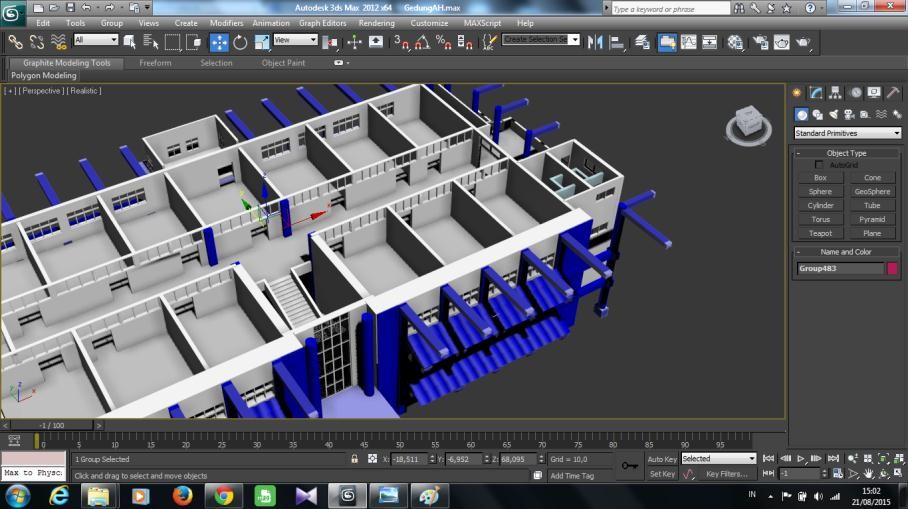 Autodesk 3ds Max 2012 x64 GedungAH.max
Type a keyword or phrase
Edit Tools Group Views Create Modifiers Animation Graph Editors Rendering Customize MAXScript Help
All View Create Selection Se
Graphite Modeling Tools Freeform Selection Object Paint
Polygon Modeling
[ + ] [ Perspective ] [ Realistic ]
Standard Primitives
Object Type
AutoGrid
Box Cone
Sphere GeoSphere
Cylinder Tube
Torus Pyramid
Teapot Plane
Name and Color
Group483
-1 / 100
0 5 10 15 20 25 30 35 40 45 50 55 60 65 70 75 80 85 90 95
1 Group Selected X: -18,511 Y: -6,952 Z: 68,095 Grid = 10,0 Auto Key Selected
Max to Physc Click and drag to select and move objects Add Time Tag Set Key Key Filters... -1
IN 15:02
21/08/2015